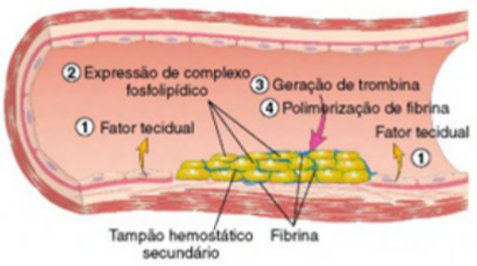 2 Expressão de complexo
fosfolipídico
3 Geração de trombina
4 Polimerização de fibrina
1 Fator tecidual
Fator tecidual
1
Tampão hemostático
secundário
Fibrina